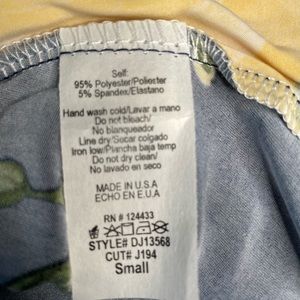 Self:
95% Polyester/Poliester
5% Spandex/Elastano
Hand wash cold/Lavar a mano
Do not bleach/
No blanqueador
Line dry/Secar colgado
Iron low/Plancha baja temp
Do not dry clean/
No lavado en seco
MADE IN U.S.A
ECHO EN E.U.A
RN # 124433
STYLE# DJ13568
CUT# J194
Small